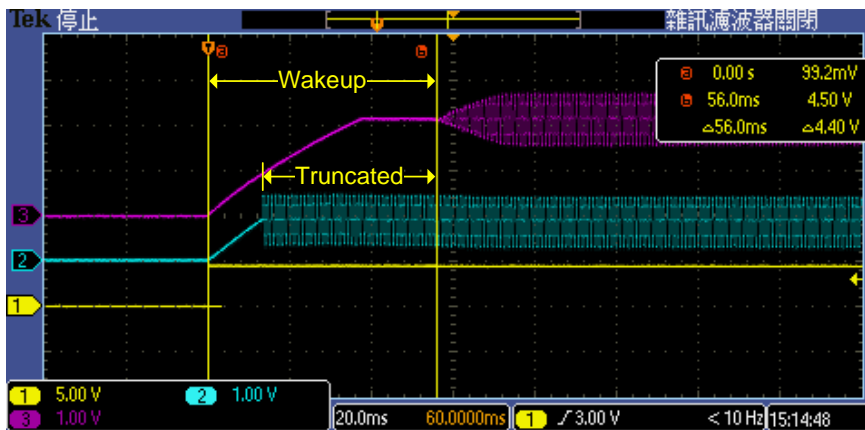 Tek 停止 雜訊濾波器關閉
a b
Wakeup
a 0.00 s 99.2mV
b 56.0ms 4.50 V
△56.0ms △4.40 V
Truncated
3
2
1
1 5.00 V 2 1.00 V
3 1.00 V 20.0ms 60.0000ms 1 ƒ 3.00 V < 10 Hz 15:14:48